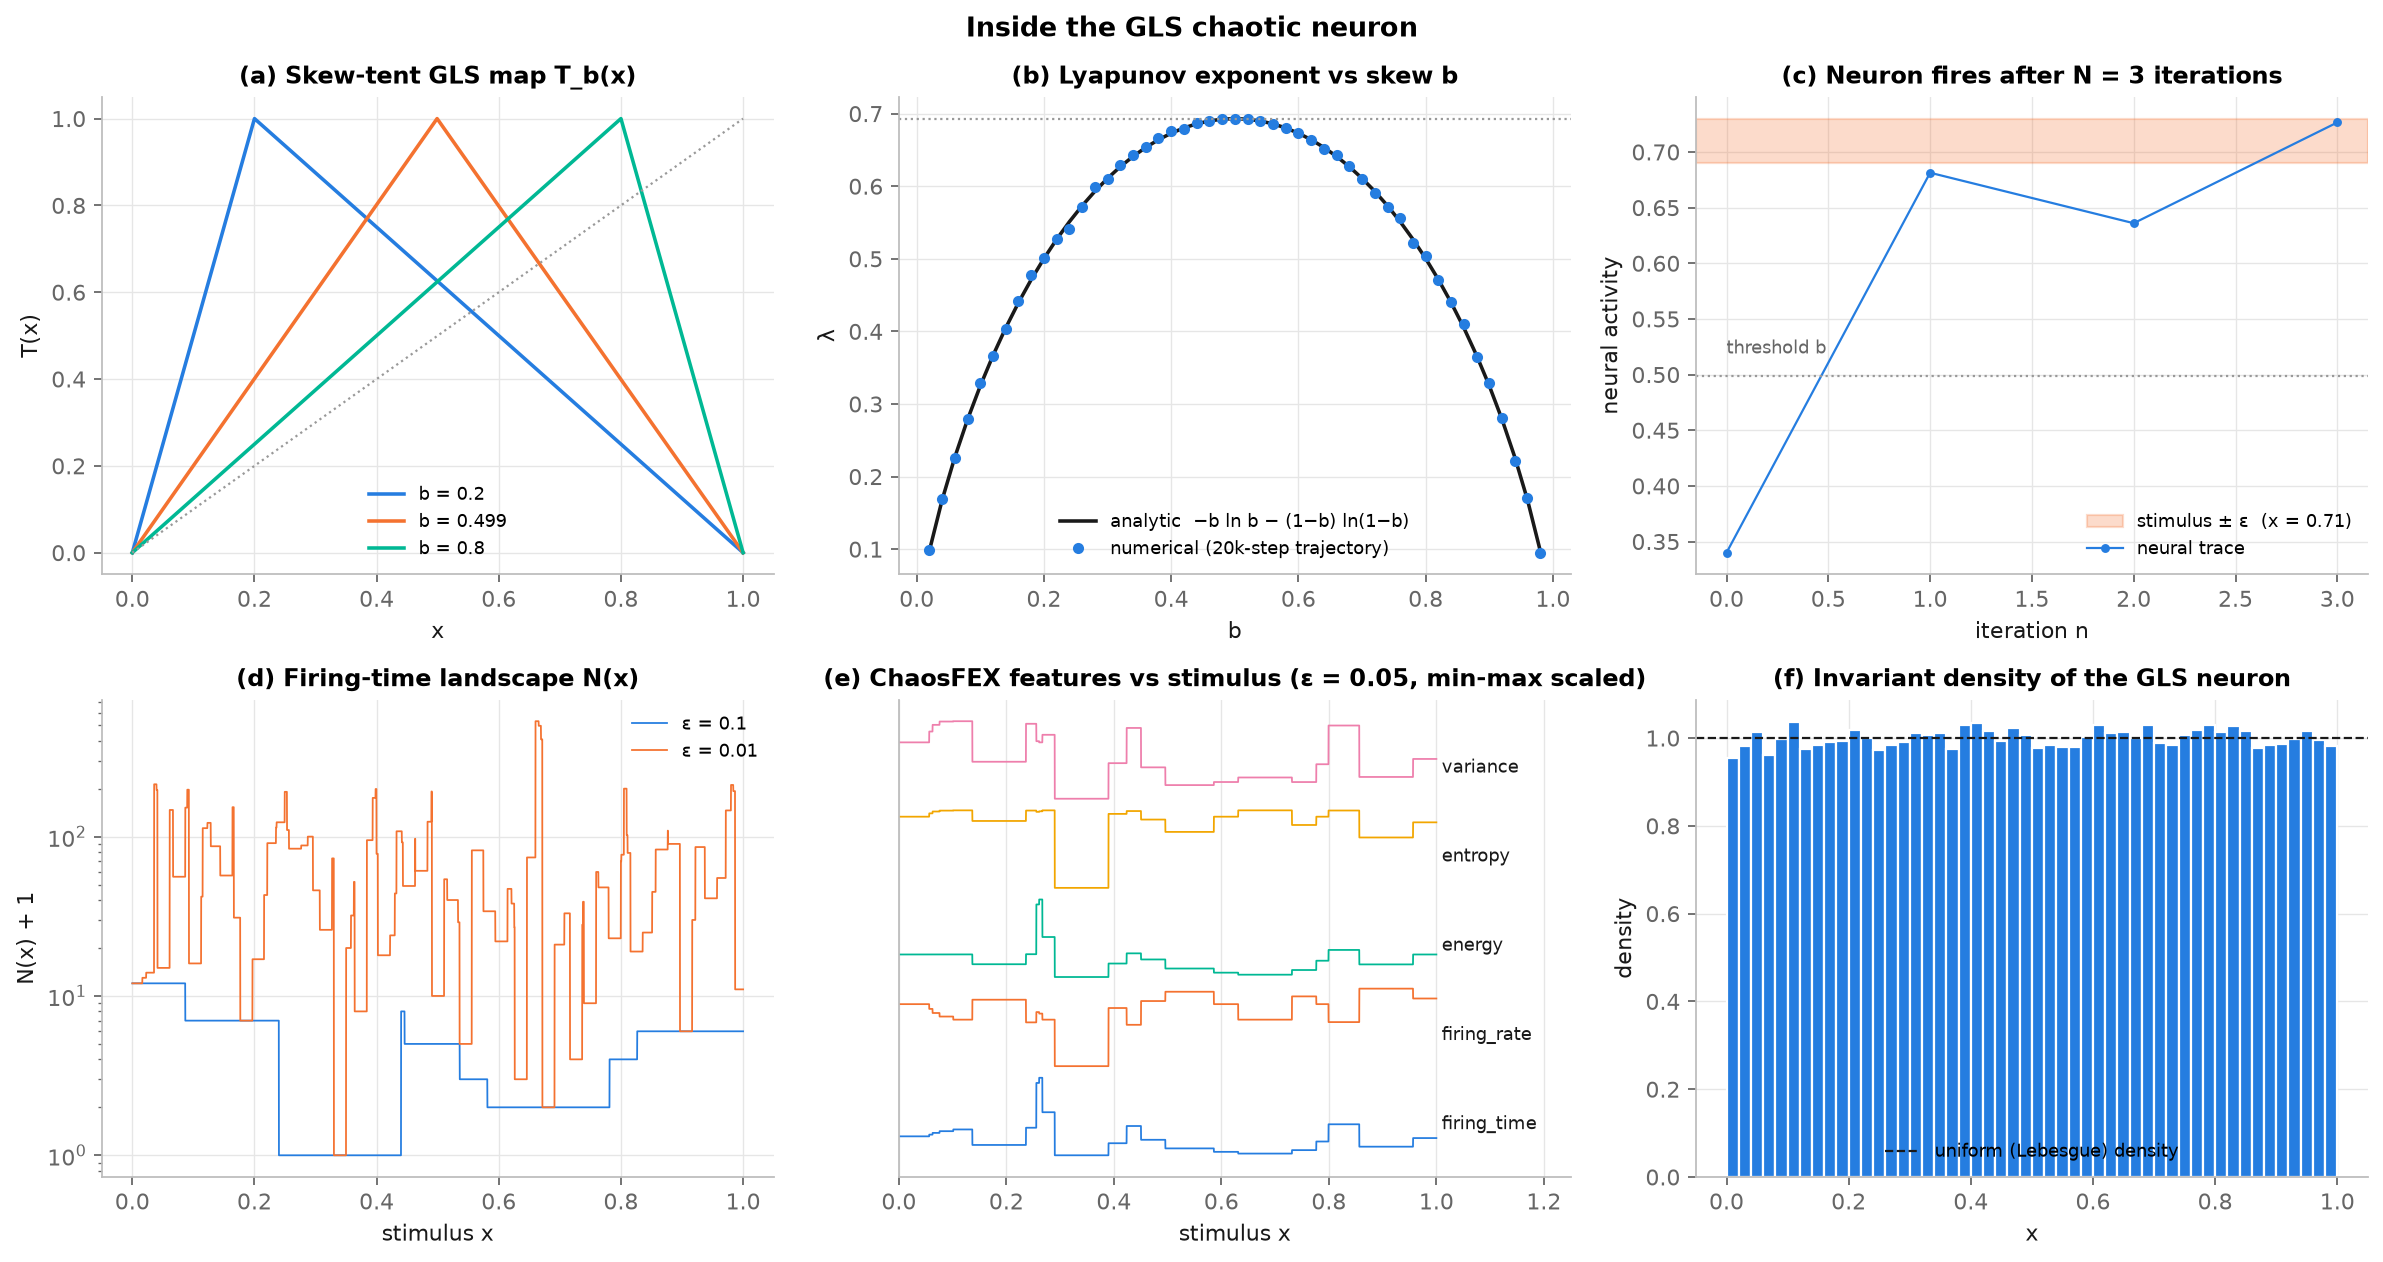 Inside the GLS chaotic neuron
(a) Skew-tent GLS map T_b(x)
T(x)
1.0
0.8
0.6
0.4
0.2
0.0
b = 0.2
b = 0.499
b = 0.8
0.0 0.2 0.4 0.6 0.8 1.0
x
(b) Lyapunov exponent vs skew b
λ
0.7
0.6
0.5
0.4
0.3
0.2
0.1
analytic −b ln b − (1−b) ln(1−b)
numerical (20k-step trajectory)
0.0 0.2 0.4 0.6 0.8 1.0
b
(c) Neuron fires after N = 3 iterations
neural activity
0.70
0.65
0.60
0.55
0.50
0.45
0.40
0.35
threshold b
stimulus ± ε (x = 0.71)
neural trace
0.0 0.5 1.0 1.5 2.0 2.5 3.0
iteration n
(d) Firing-time landscape N(x)
N(x) + 1
10²
10¹
10⁰
ε = 0.1
ε = 0.01
0.0 0.2 0.4 0.6 0.8 1.0
stimulus x
(e) ChaosFEX features vs stimulus (ε = 0.05, min-max scaled)
variance
entropy
energy
firing_rate
firing_time
0.0 0.2 0.4 0.6 0.8 1.0 1.2
stimulus x
(f) Invariant density of the GLS neuron
density
1.0
0.8
0.6
0.4
0.2
0.0
uniform (Lebesgue) density
0.0 0.2 0.4 0.6 0.8 1.0
x